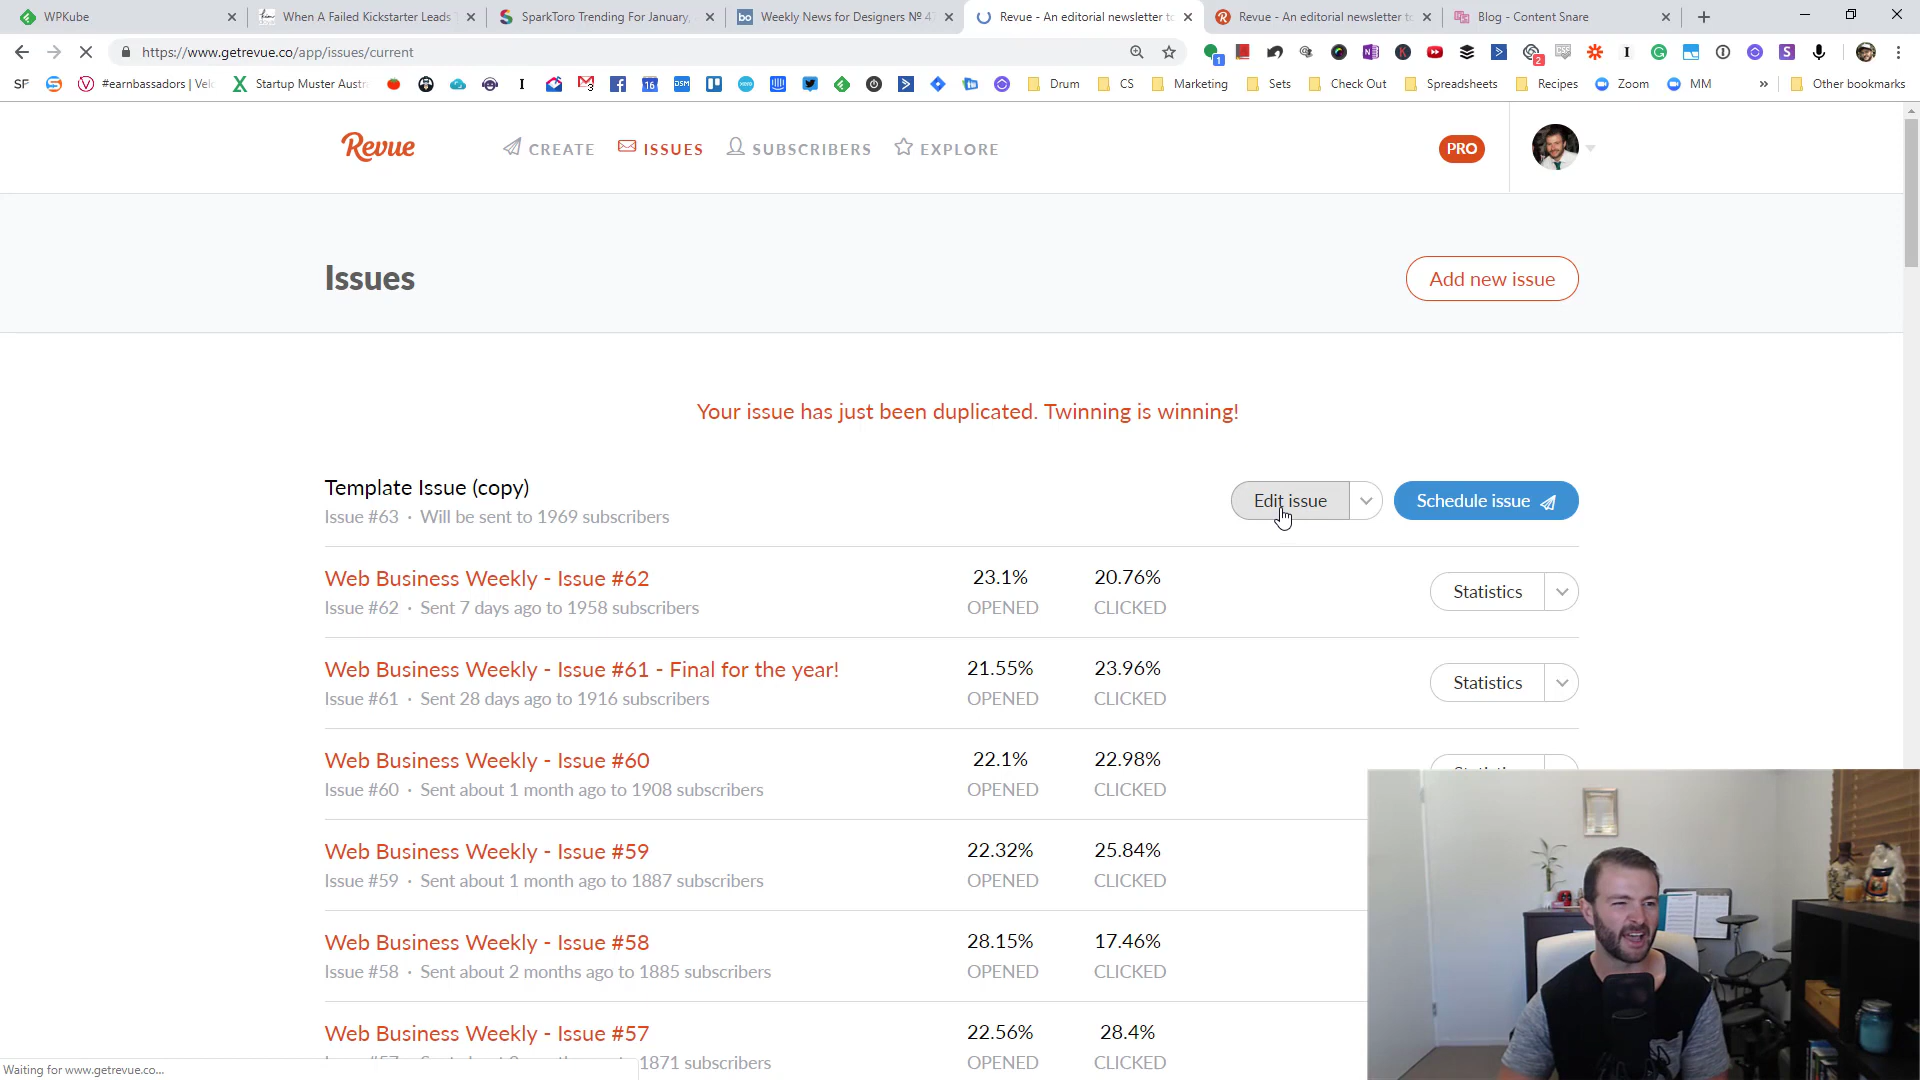 WPKube
When A Failed Kickstarter Leads
SparkToro Trending For January,
Weekly News for Designers № 4
Revue - An editorial newsletter to
Revue - An editorial newsletter to
Blog - Content Snare
https://www.getrevue.co/app/issues/current
SF
#earnbassadors | Vel
Startup Muster Austr
Drum
CS
Marketing
Sets
Check Out
Spreadsheets
Recipes
Zoom
MM
Other bookmarks
Revue
CREATE
ISSUES
SUBSCRIBERS
EXPLORE
PRO
Issues
Add new issue
Your issue has just been duplicated. Twinning is winning!
Template Issue (copy)
Issue #63 · Will be sent to 1969 subscribers
Edit issue
Schedule issue
Web Business Weekly - Issue #62
Issue #62 · Sent 7 days ago to 1958 subscribers
23.1%
OPENED
20.76%
CLICKED
Statistics
Web Business Weekly - Issue #61 - Final for the year!
Issue #61 · Sent 28 days ago to 1916 subscribers
21.55%
OPENED
23.96%
CLICKED
Statistics
Web Business Weekly - Issue #60
Issue #60 · Sent about 1 month ago to 1908 subscribers
22.1%
OPENED
22.98%
CLICKED
Web Business Weekly - Issue #59
Issue #59 · Sent about 1 month ago to 1887 subscribers
22.32%
OPENED
25.84%
CLICKED
Web Business Weekly - Issue #58
Issue #58 · Sent about 2 months ago to 1885 subscribers
28.15%
OPENED
17.46%
CLICKED
Web Business Weekly - Issue #57
1871 subscribers
22.56%
OPENED
28.4%
CLICKED
Waiting for www.getrevue.co...